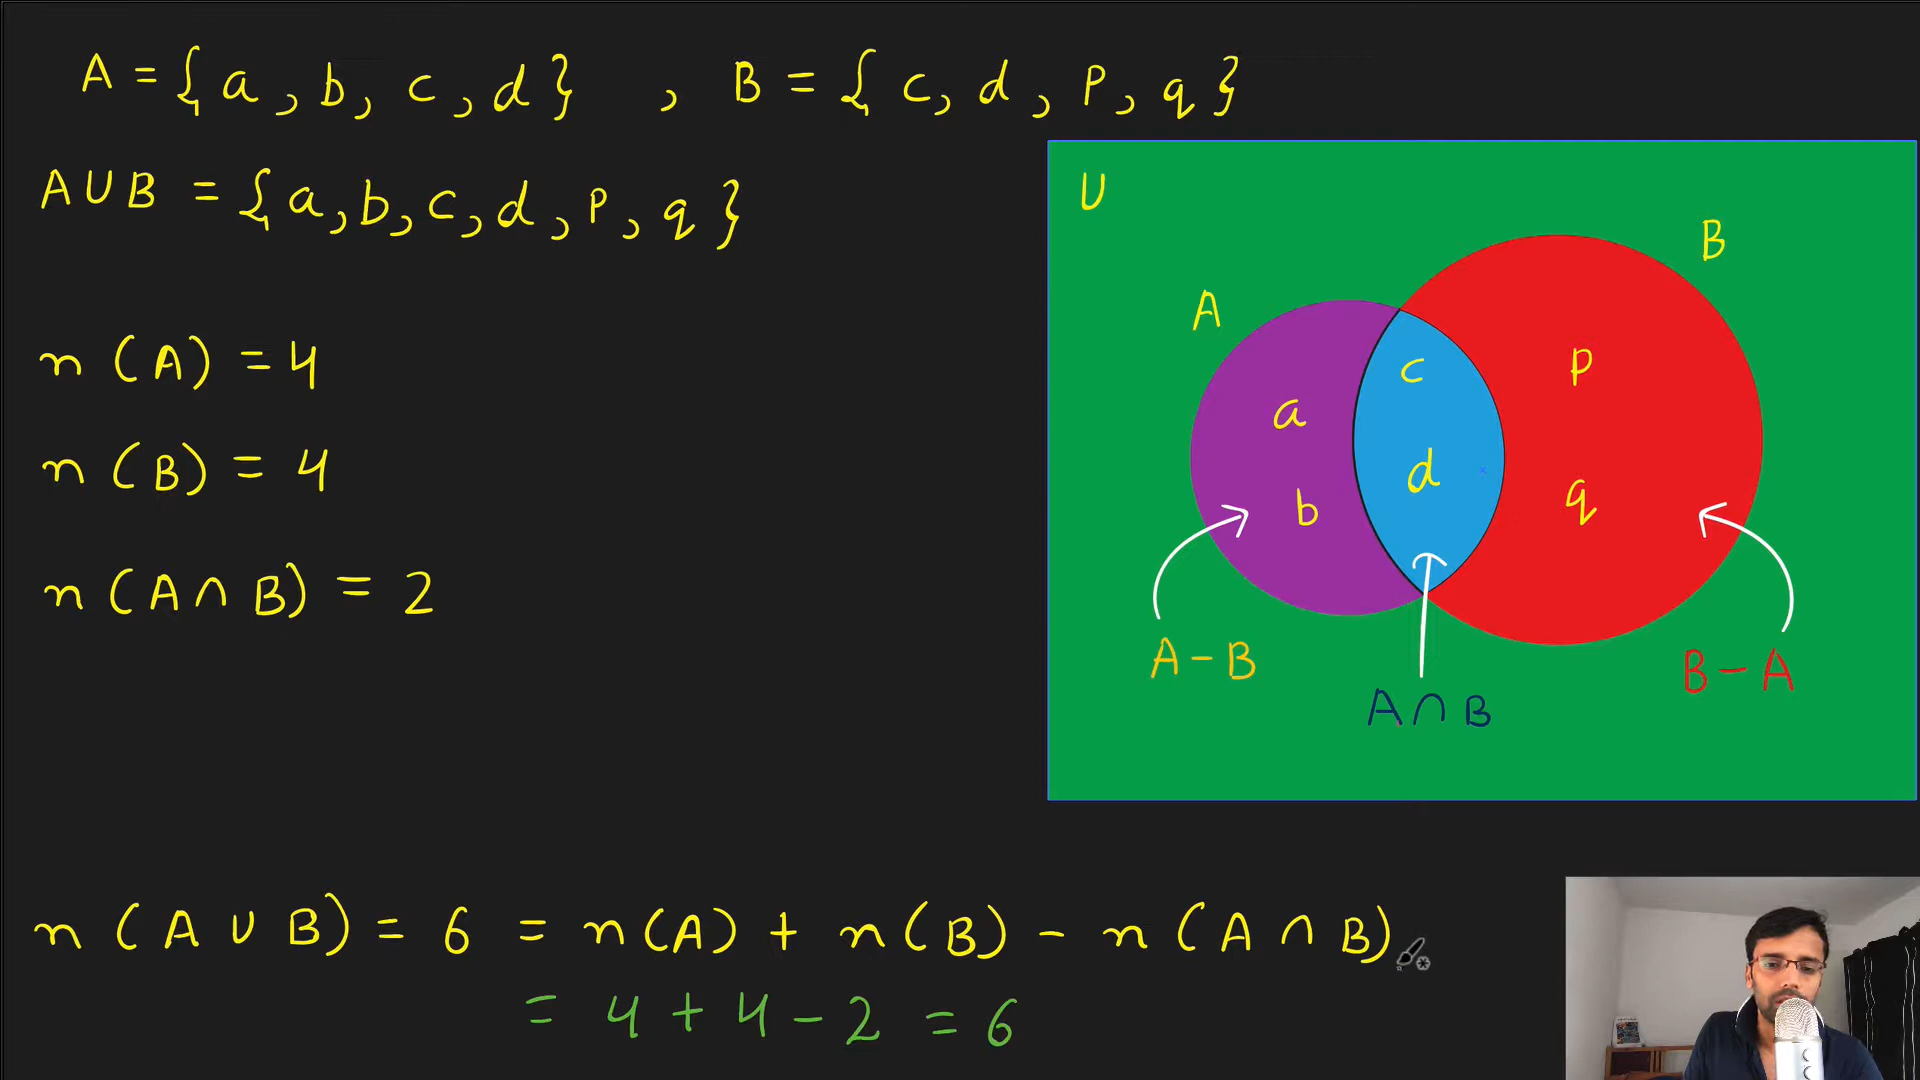 A = {a, b, c, d} , B = {c, d, p, q}
A∪B = {a, b, c, d, p, q}
U
B
A
n(A) = 4
c
p
a
n(B) = 4
d
q
b
n(A∩B) = 2
A-B
B-A
A∩B
n(A∪B) = 6 = n(A) + n(B) - n(A∩B)
= 4 + 4 - 2 = 6